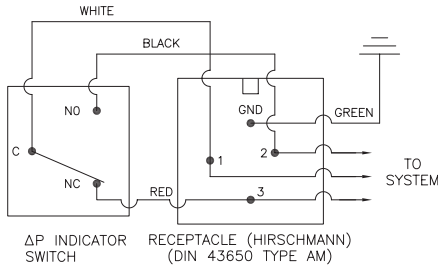 WHITE
BLACK
NO
GND
GREEN
C
1
2
TO
SYSTEM
NC
RED
3
ΔP INDICATOR
SWITCH
RECEPTACLE (HIRSCHMANN)
(DIN 43650 TYPE AM)